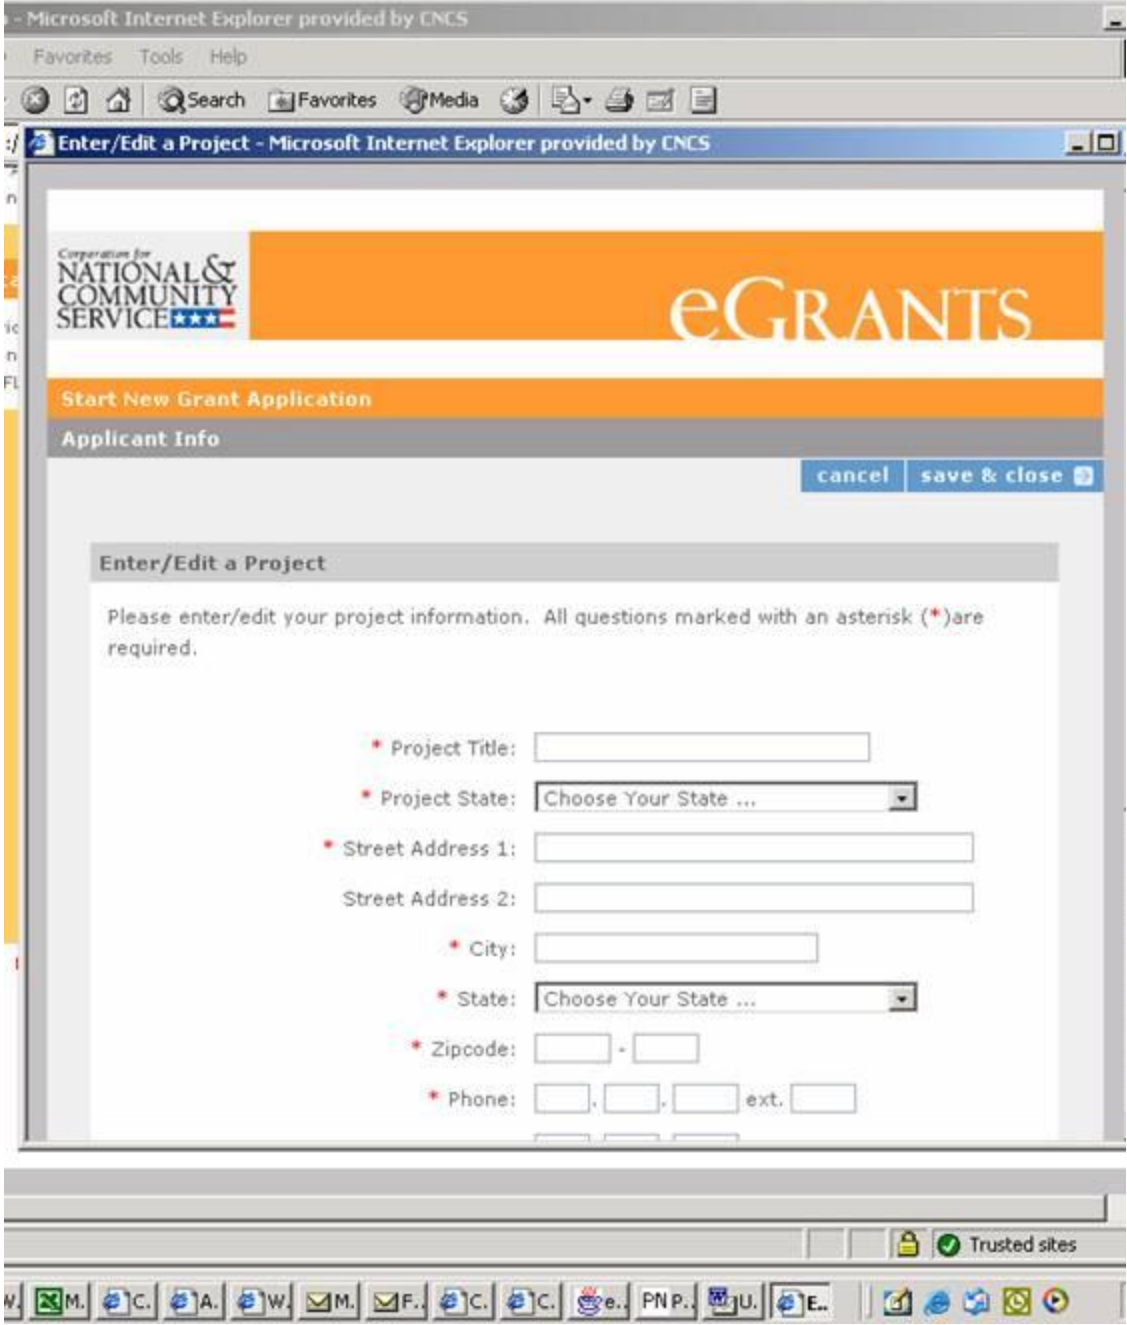 - Microsoft Internet Explorer provided by CNCS
Favorites Tools Help
Search Favorites Media
Enter/Edit a Project - Microsoft Internet Explorer provided by CNCS
Corporation for
NATIONAL &
COMMUNITY
SERVICE
eGRANTS
Start New Grant Application
Applicant Info
cancel save & close
Enter/Edit a Project
Please enter/edit your project information. All questions marked with an asterisk (*)are
required.
* Project Title:
* Project State: Choose Your State ...
* Street Address 1:
Street Address 2:
* City:
* State: Choose Your State ...
* Zipcode: -
* Phone: . . ext.
Trusted sites
M. C. A. W. M. F.. C. C. e. PN P.. U. E..